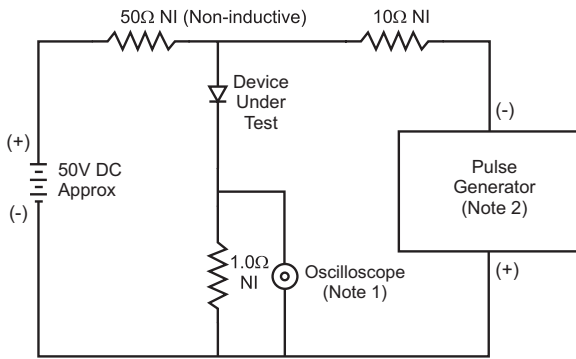 50Ω NI (Non-inductive)
10Ω NI
Device
Under
Test
(-)
(+)
50V DC
Approx
(-)
Pulse
Generator
(Note 2)
1.0Ω
NI
Oscilloscope
(Note 1)
(+)